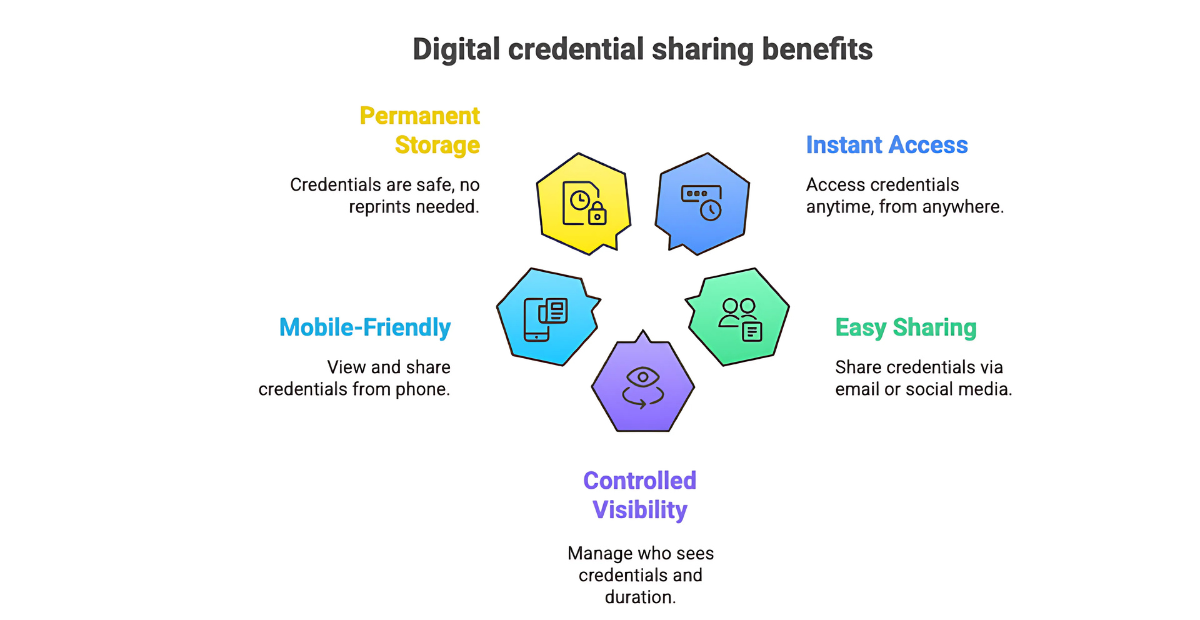 Digital credential sharing benefits
Permanent
Storage
Credentials are safe, no
reprints needed.
Instant Access
Access credentials
anytime, from anywhere.
Mobile-Friendly
View and share
credentials from phone.
Easy Sharing
Share credentials via
email or social media.
Controlled
Visibility
Manage who sees
credentials and
duration.